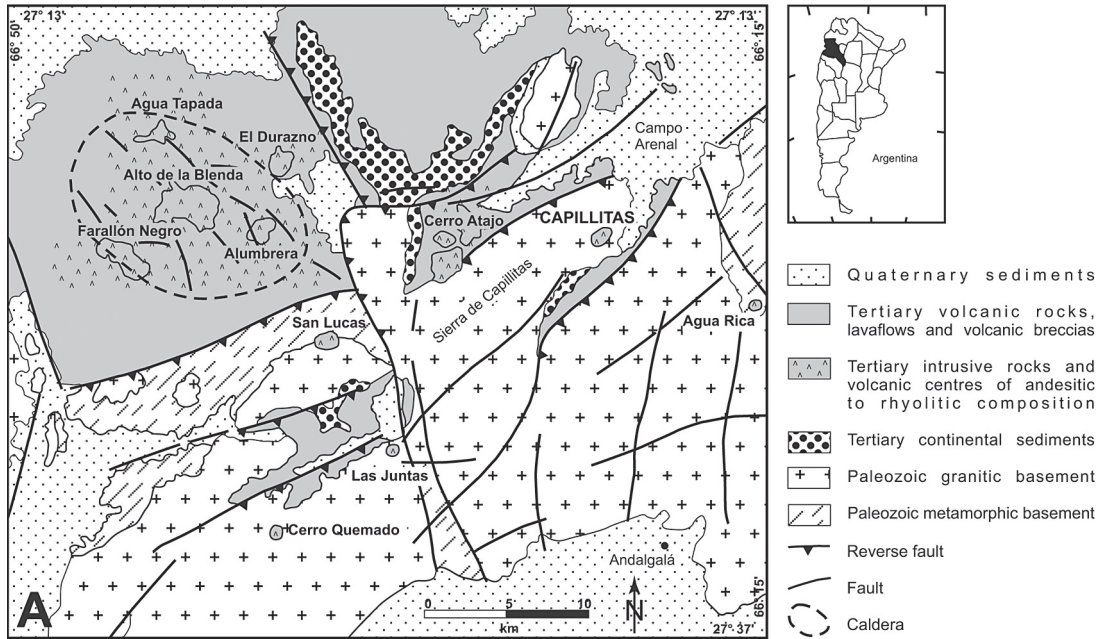 27° 13'
27° 13'
66° 50'
66° 15'
Agua Tapada
El Durazno
Campo
Arenal
Alto de la Blenda
Argentina
Cerro Atajo
CAPILLITAS
Farallón Negro
Alumbrera
Sierra de Capillitas
San Lucas
Agua Rica
Las Juntas
Cerro Quemado
Andalgalá
A
0 5 10
km
N
66° 15'
27° 37'
Quaternary sediments
Tertiary volcanic rocks,
lavaflows and volcanic breccias
Tertiary intrusive rocks and
volcanic centres of andesitic
to rhyolitic composition
Tertiary continental sediments
Paleozoic granitic basement
Paleozoic metamorphic basement
Reverse fault
Fault
Caldera